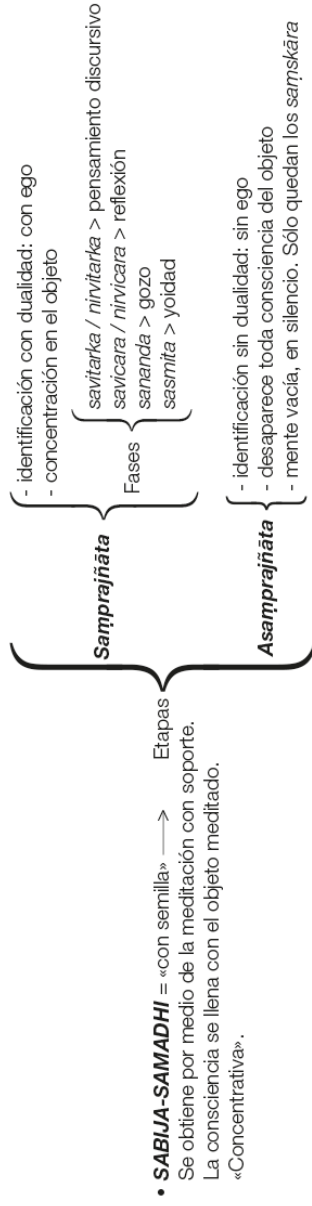 • SABIJA-SAMADHI = «con semilla» ⟶ Etapas
Se obtiene por medio de la meditación con soporte.
La consciencia se llena con el objeto meditado.
«Concentrativa».
Saṃprajñāta
- identificación con dualidad: con ego
- concentración en el objeto
Fases
savitarka / nirvitarka > pensamiento discursivo
savicara / nirvicara > reflexión
sananda > gozo
sasmita > yoidad
Asaṃprajñāta
- identificación sin dualidad: sin ego
- desaparece toda consciencia del objeto
- mente vacía, en silencio. Sólo quedan los saṃskāra